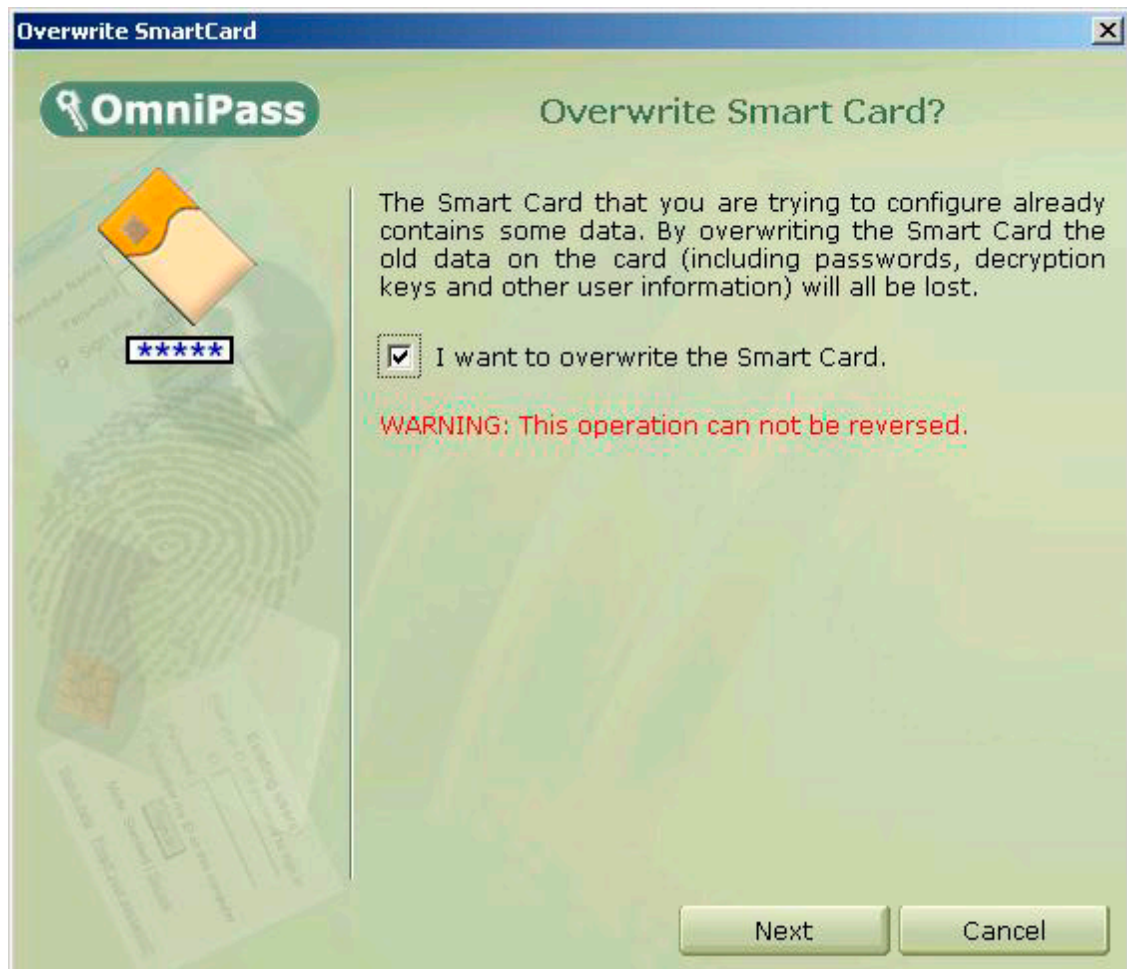 Overwrite SmartCard
OmniPass
Overwrite Smart Card?
The Smart Card that you are trying to configure already
contains some data. By overwriting the Smart Card the
old data on the card (including passwords, decryption
keys and other user information) will all be lost.
*****
I want to overwrite the Smart Card.
WARNING: This operation can not be reversed.
Next
Cancel